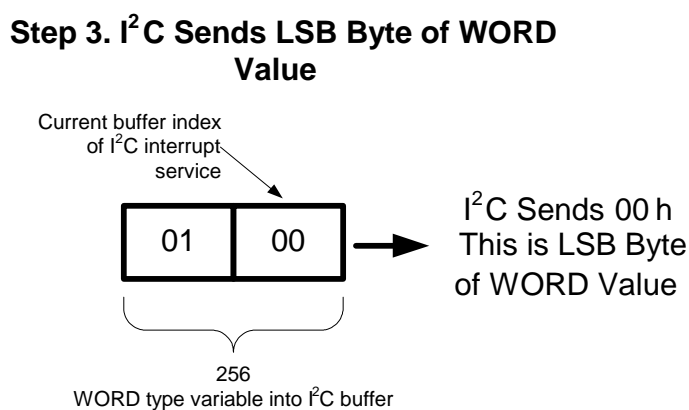 Step 3. I²C Sends LSB Byte of WORD
Value
Current buffer index
of I²C interrupt
service
01 00
I²C Sends 00 h
This is LSB Byte
of WORD Value
256
WORD type variable into I²C buffer